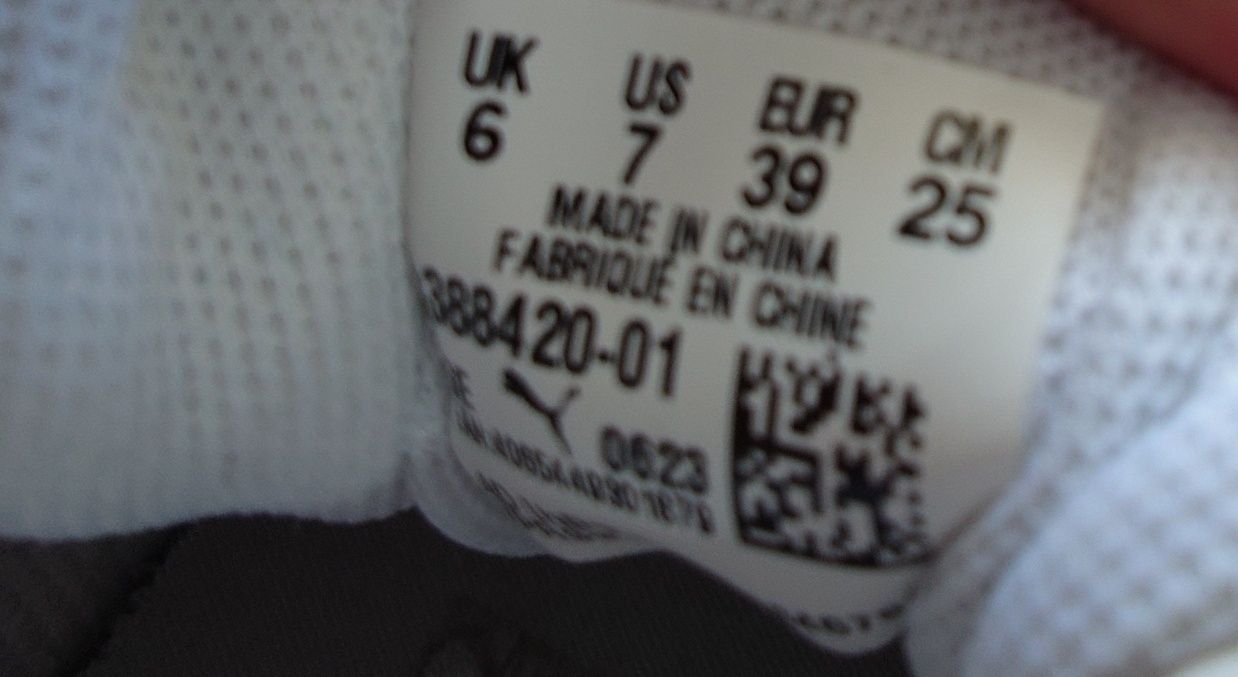 UK US EUR CM
6 7 39 25
MADE IN CHINA
FABRIQUÉ EN CHINE
388420-01
0623